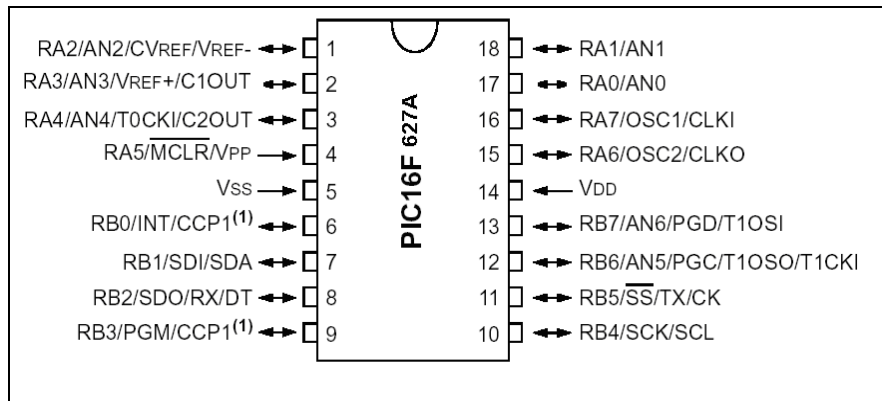 RA2/AN2/CVREF/VREF- 1 18 RA1/AN1
RA3/AN3/VREF+/C1OUT 2 17 RA0/AN0
RA4/AN4/T0CKI/C2OUT 3 16 RA7/OSC1/CLKI
RA5/MCLR/VPP 4 15 RA6/OSC2/CLKO
VSS 5 14 VDD
RB0/INT/CCP1(1) 6 13 RB7/AN6/PGD/T1OSI
RB1/SDI/SDA 7 12 RB6/AN5/PGC/T1OSO/T1CKI
RB2/SDO/RX/DT 8 11 RB5/SS/TX/CK
RB3/PGM/CCP1(1) 9 10 RB4/SCK/SCL
PIC16F 627A